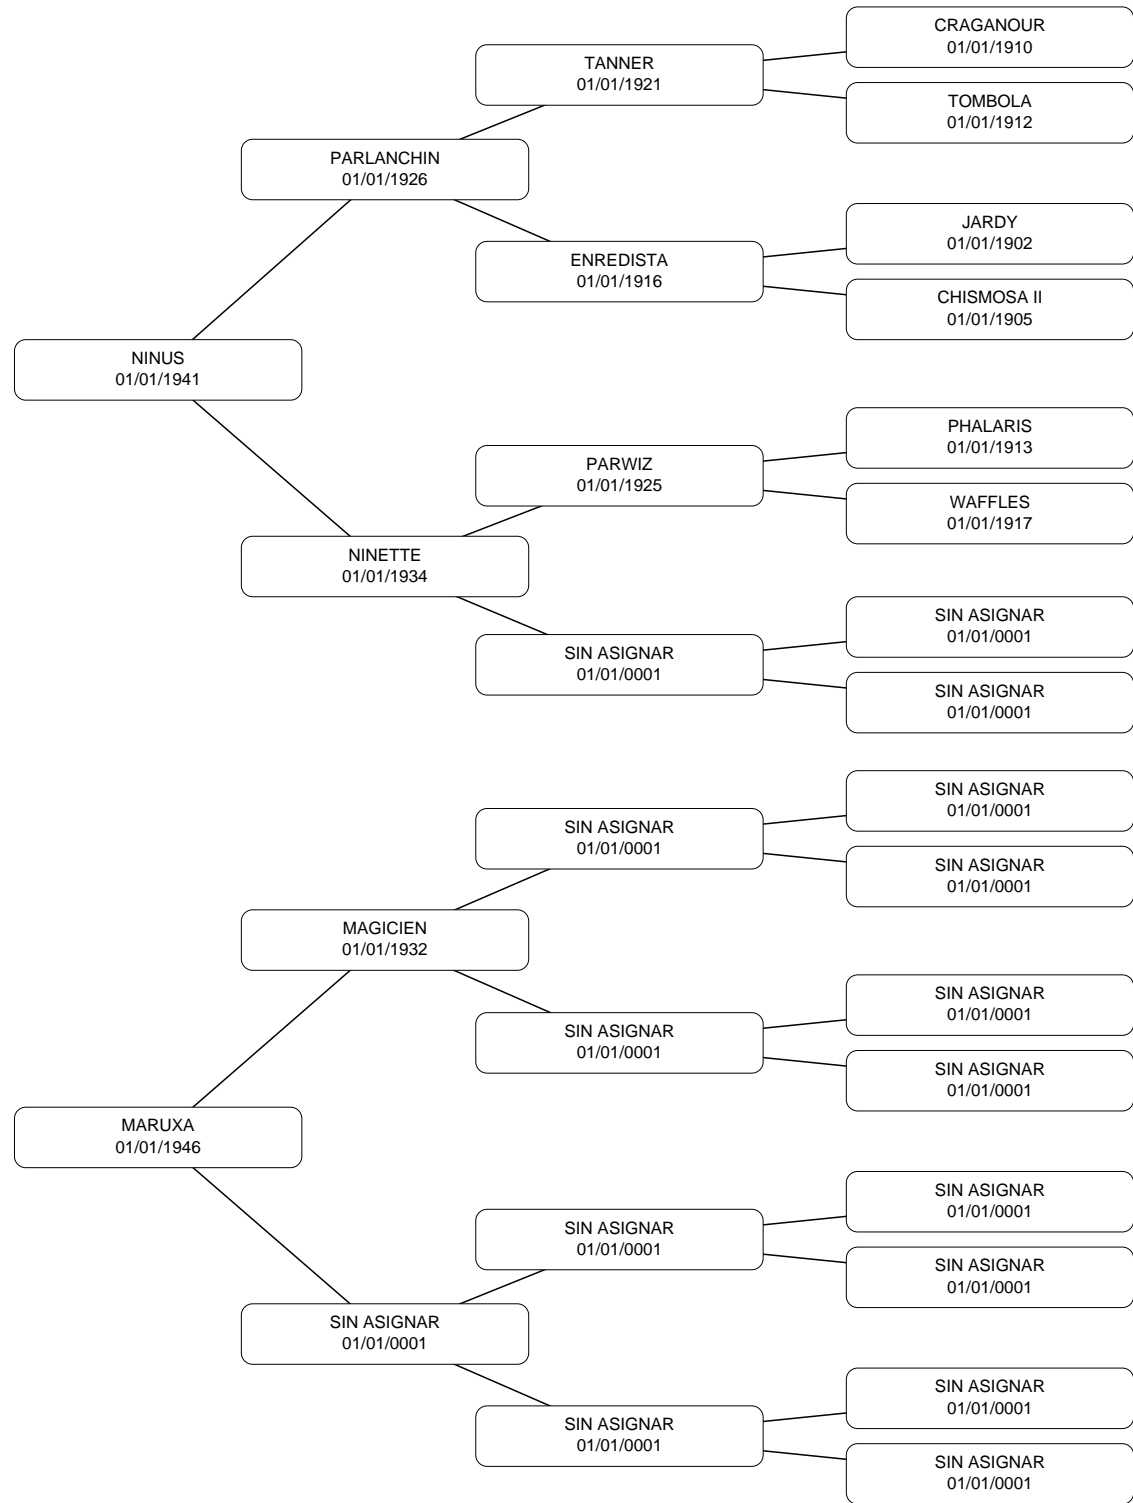 CRAGANOUR
01/01/1910
TANNER
01/01/1921
TOMBOLA
01/01/1912
PARLANCHIN
01/01/1926
JARDY
01/01/1902
ENREDISTA
01/01/1916
CHISMOSA II
01/01/1905
NINUS
01/01/1941
PHALARIS
01/01/1913
PARWIZ
01/01/1925
WAFFLES
01/01/1917
NINETTE
01/01/1934
SIN ASIGNAR
01/01/0001
SIN ASIGNAR
01/01/0001
SIN ASIGNAR
01/01/0001
SIN ASIGNAR
01/01/0001
SIN ASIGNAR
01/01/0001
SIN ASIGNAR
01/01/0001
MAGICIEN
01/01/1932
SIN ASIGNAR
01/01/0001
SIN ASIGNAR
01/01/0001
SIN ASIGNAR
01/01/0001
MARUXA
01/01/1946
SIN ASIGNAR
01/01/0001
SIN ASIGNAR
01/01/0001
SIN ASIGNAR
01/01/0001
SIN ASIGNAR
01/01/0001
SIN ASIGNAR
01/01/0001
SIN ASIGNAR
01/01/0001
SIN ASIGNAR
01/01/0001